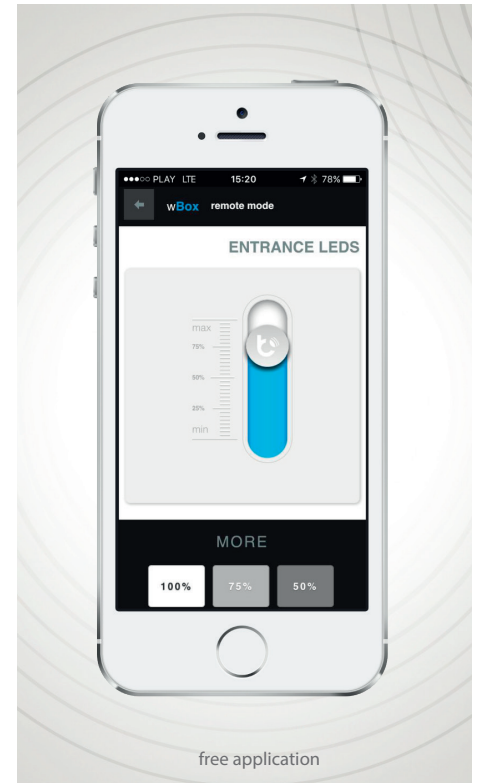 ●●●○○ PLAY LTE 15:20 78%
wBox remote mode
ENTRANCE LEDS
max
75%
50%
25%
min
MORE
100% 75% 50%
free application